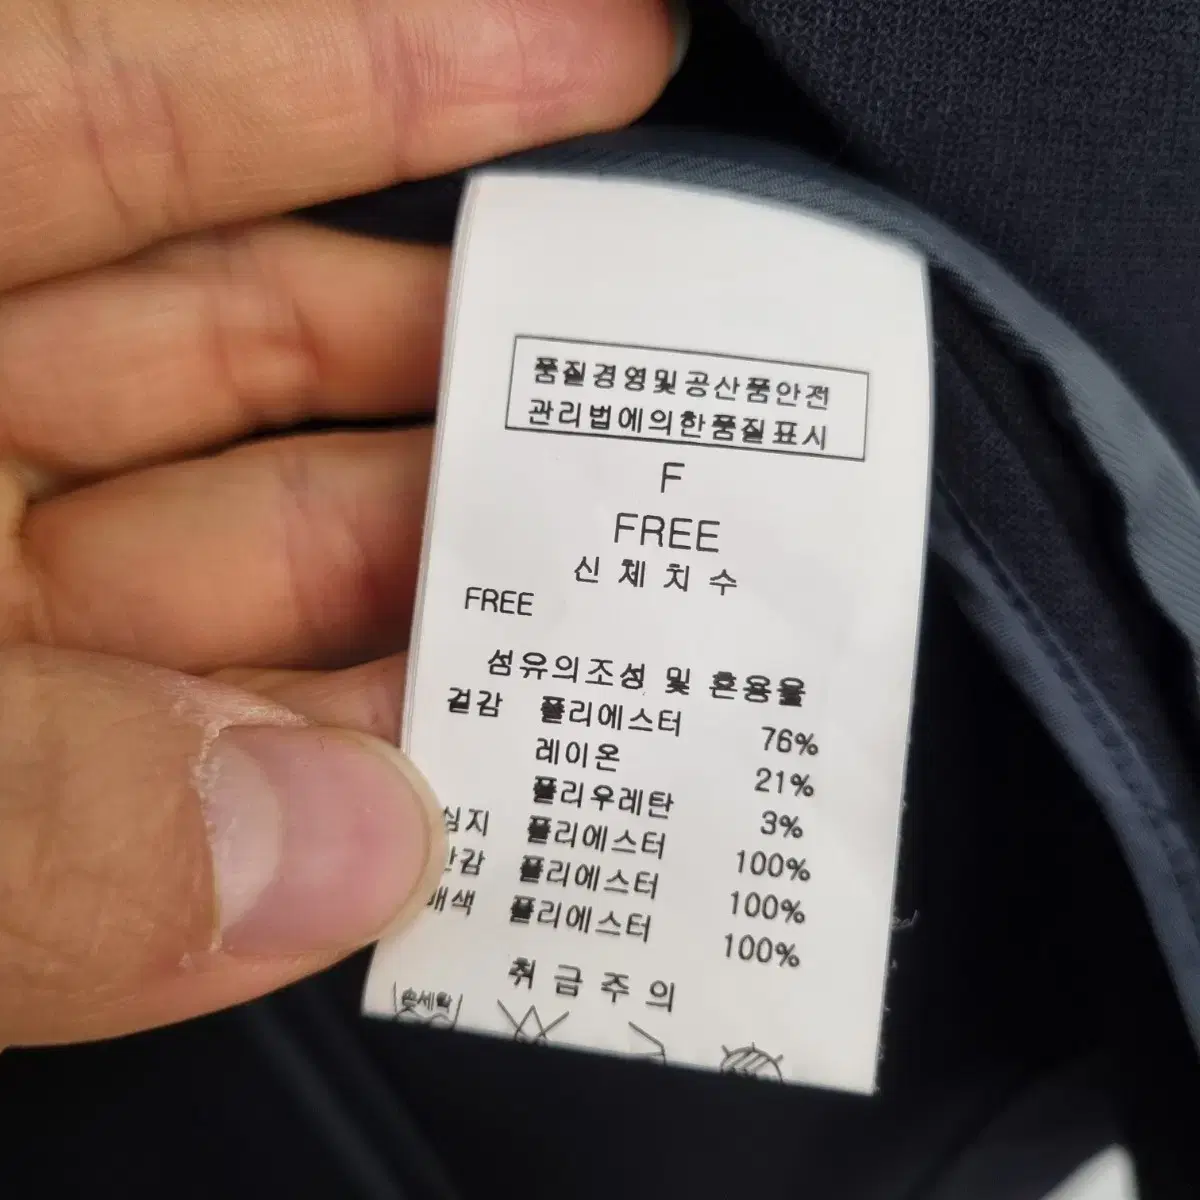 품질경영및공산품안전
관리법에의한품질표시
F
FREE
신체치수
FREE
섬유의조성 및 혼용율
겉감 폴리에스터 76%
레이온 21%
폴리우레탄 3%
심지 폴리에스터 100%
안감 폴리에스터 100%
배색 폴리에스터 100%
취급주의
손세탁